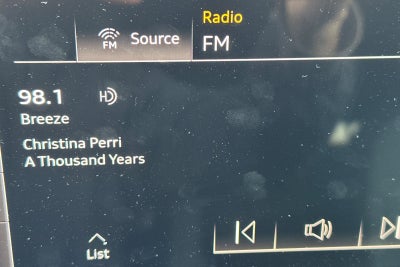 Radio
FM Source
FM
98.1 HD
Breeze
Christina Perri
A Thousand Years
List